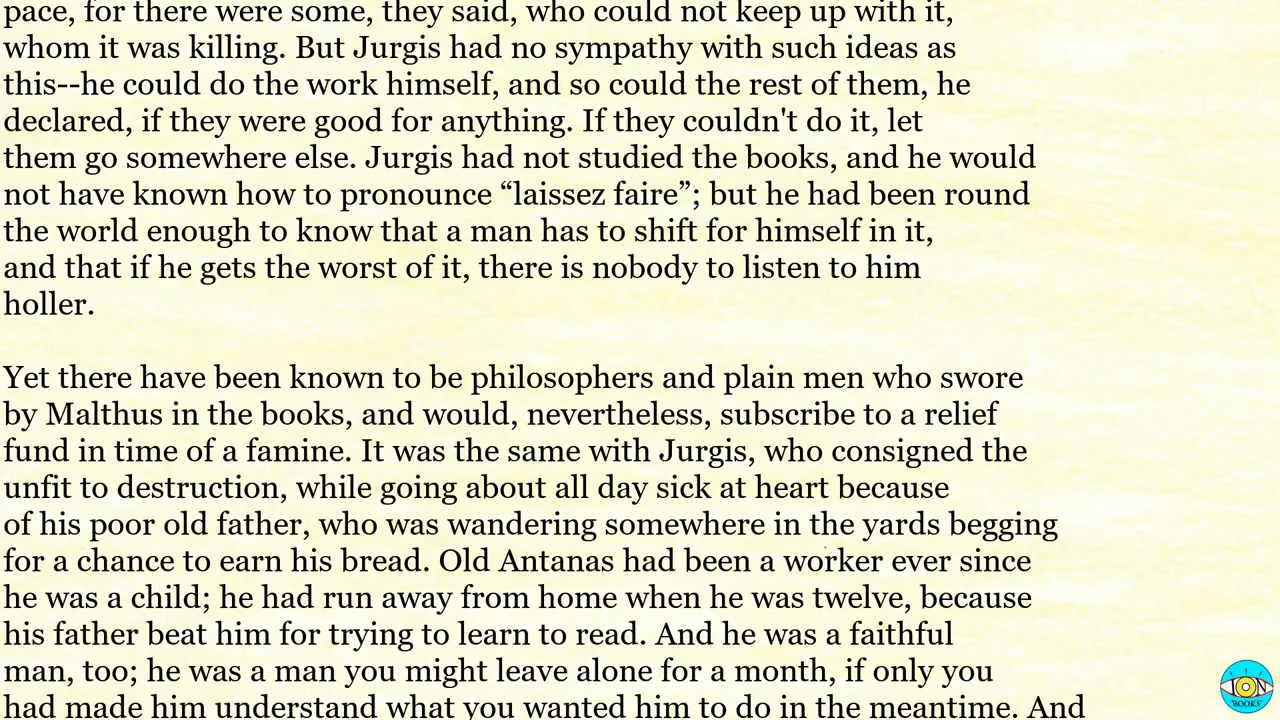 pace, for there were some, they said, who could not keep up with it,
whom it was killing. But Jurgis had no sympathy with such ideas as
this--he could do the work himself, and so could the rest of them, he
declared, if they were good for anything. If they couldn't do it, let
them go somewhere else. Jurgis had not studied the books, and he would
not have known how to pronounce “laissez faire”; but he had been round
the world enough to know that a man has to shift for himself in it,
and that if he gets the worst of it, there is nobody to listen to him
holler.
Yet there have been known to be philosophers and plain men who swore
by Malthus in the books, and would, nevertheless, subscribe to a relief
fund in time of a famine. It was the same with Jurgis, who consigned the
unfit to destruction, while going about all day sick at heart because
of his poor old father, who was wandering somewhere in the yards begging
for a chance to earn his bread. Old Antanas had been a worker ever since
he was a child; he had run away from home when he was twelve, because
his father beat him for trying to learn to read. And he was a faithful
man, too; he was a man you might leave alone for a month, if only you
had made him understand what you wanted him to do in the meantime. And
ION
BOOKS